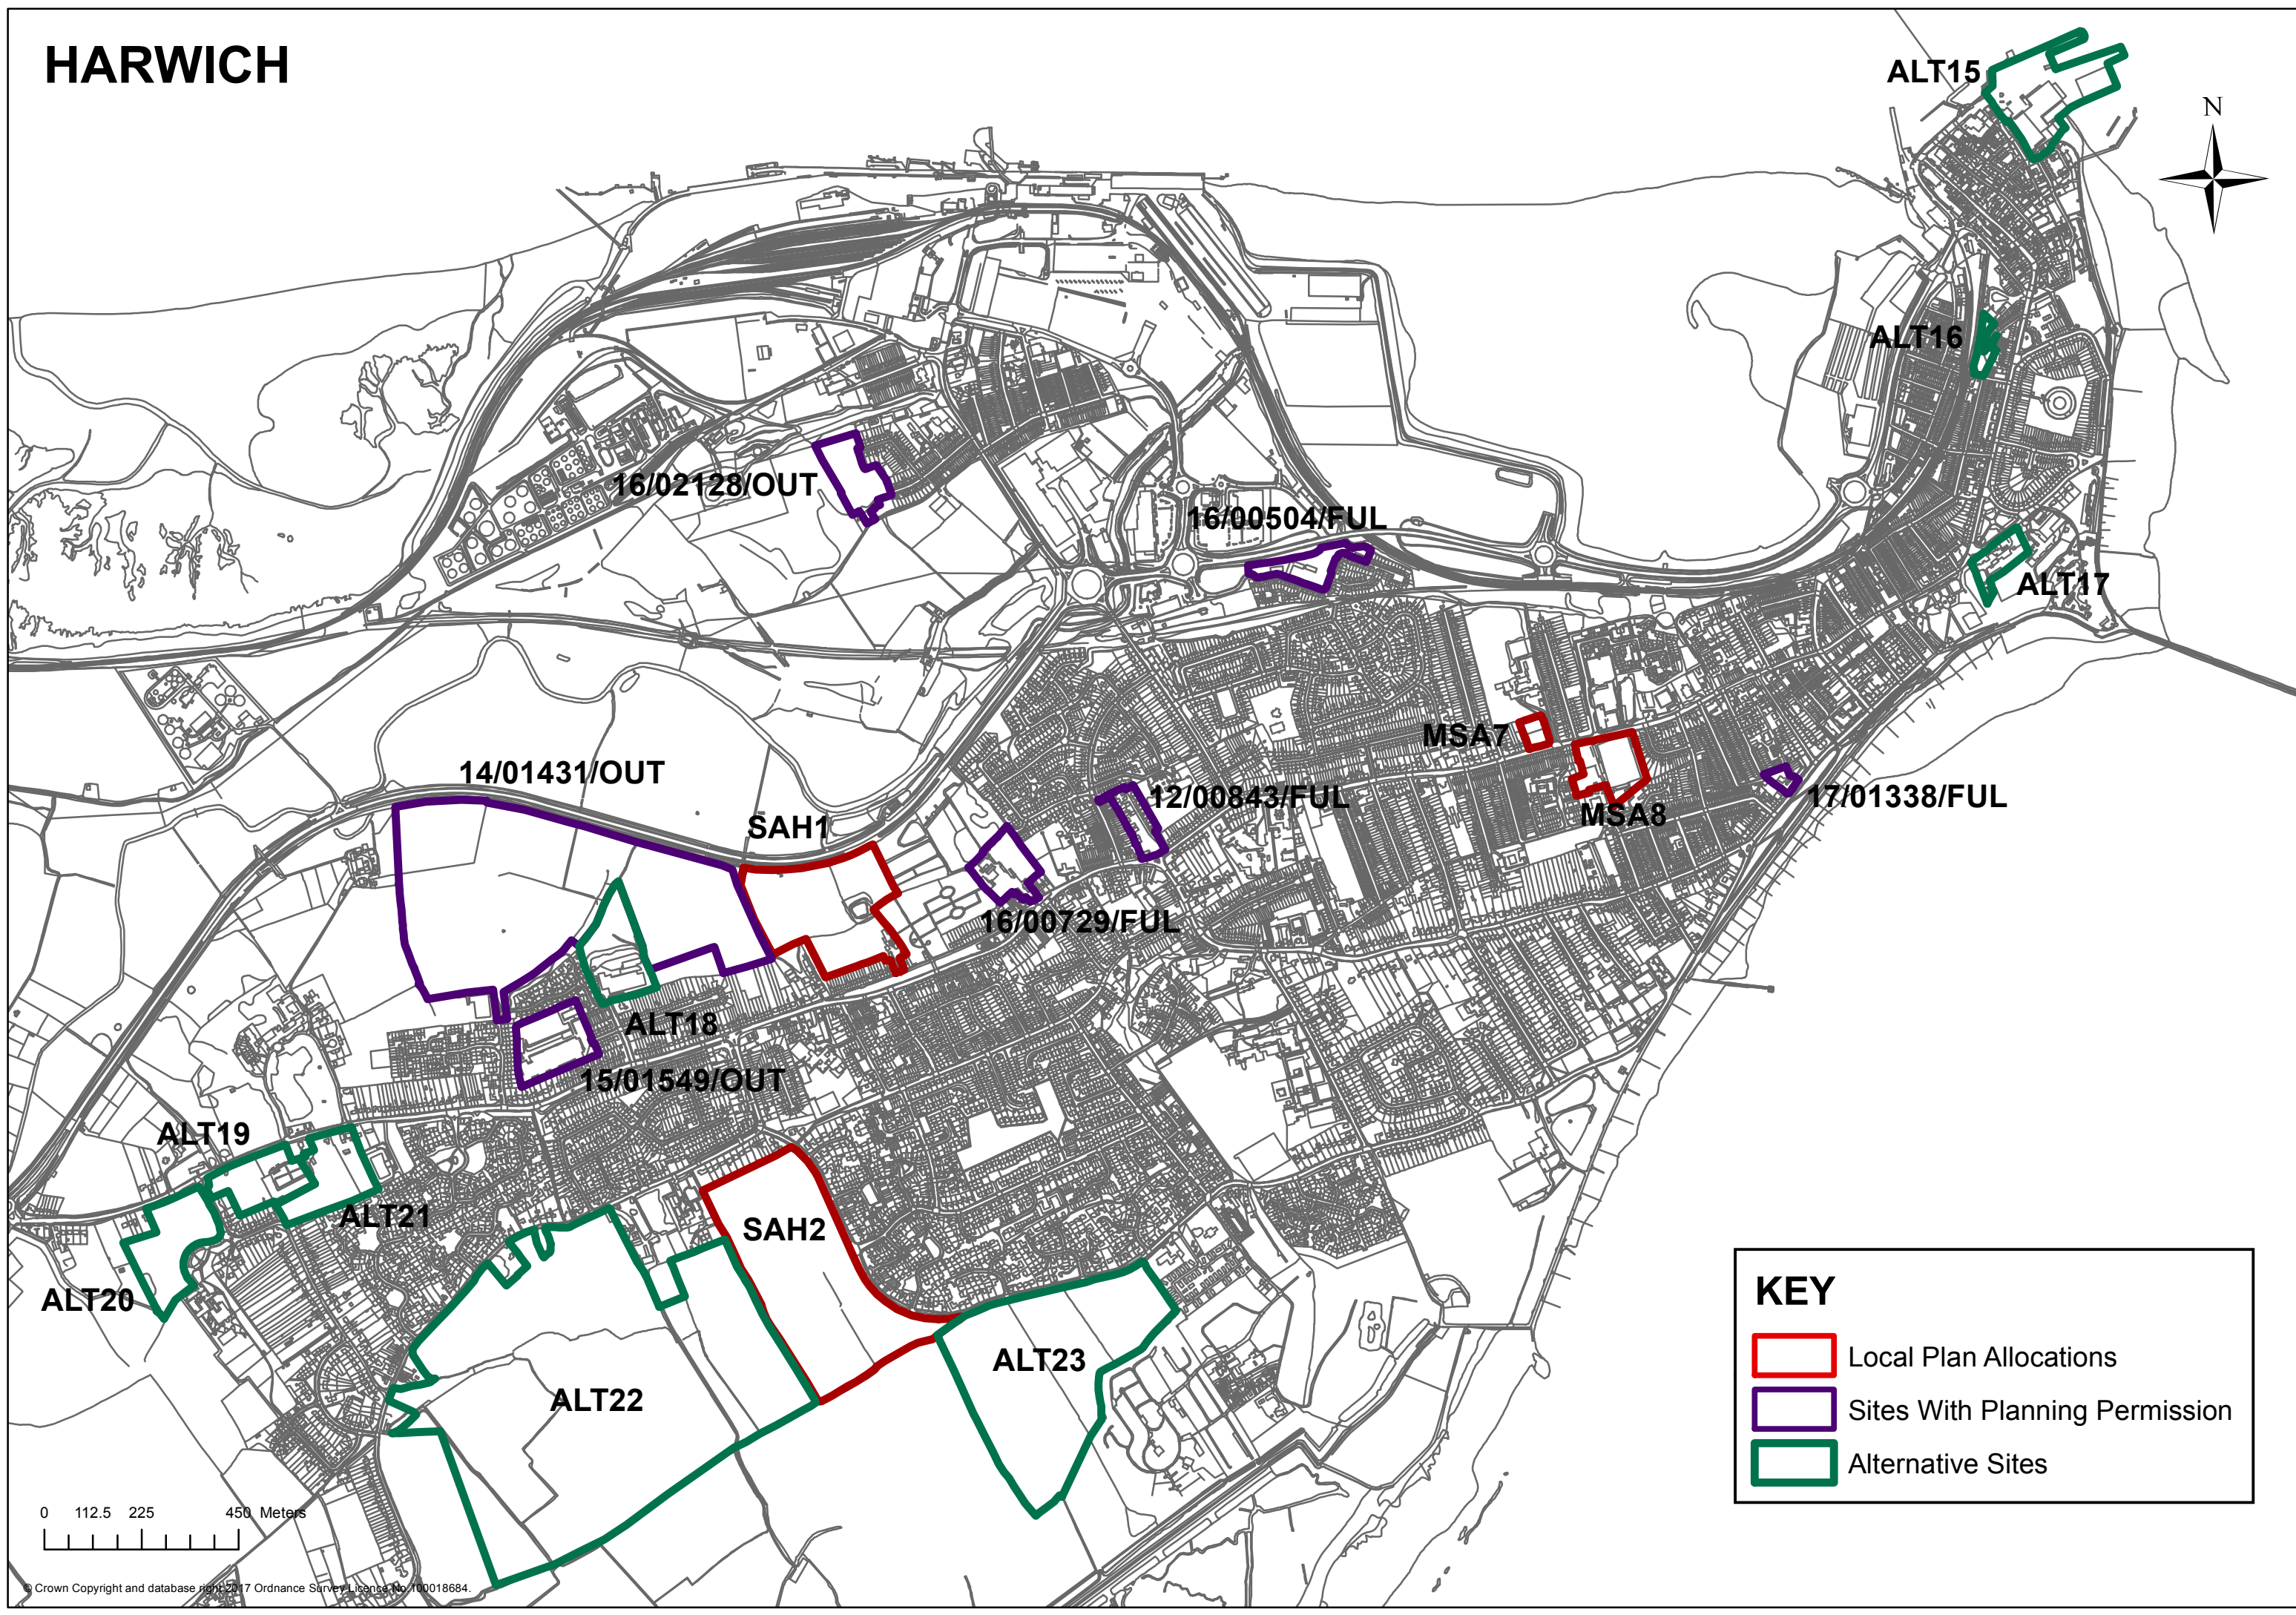 HARWICH
ALT15
N
ALT16
16/02128/OUT
16/00504/FUL
ALT17
MSA7
14/01431/OUT
12/00843/FUL
17/01338/FUL
MSA8
SAH1
16/00729/FUL
ALT18
15/01549/OUT
ALT19
ALT21
SAH2
ALT20
ALT23
ALT22
KEY
Local Plan Allocations
Sites With Planning Permission
Alternative Sites
0 112.5 225 450 Meters
© Crown Copyright and database right 2017 Ordnance Survey Licence No.100018684.